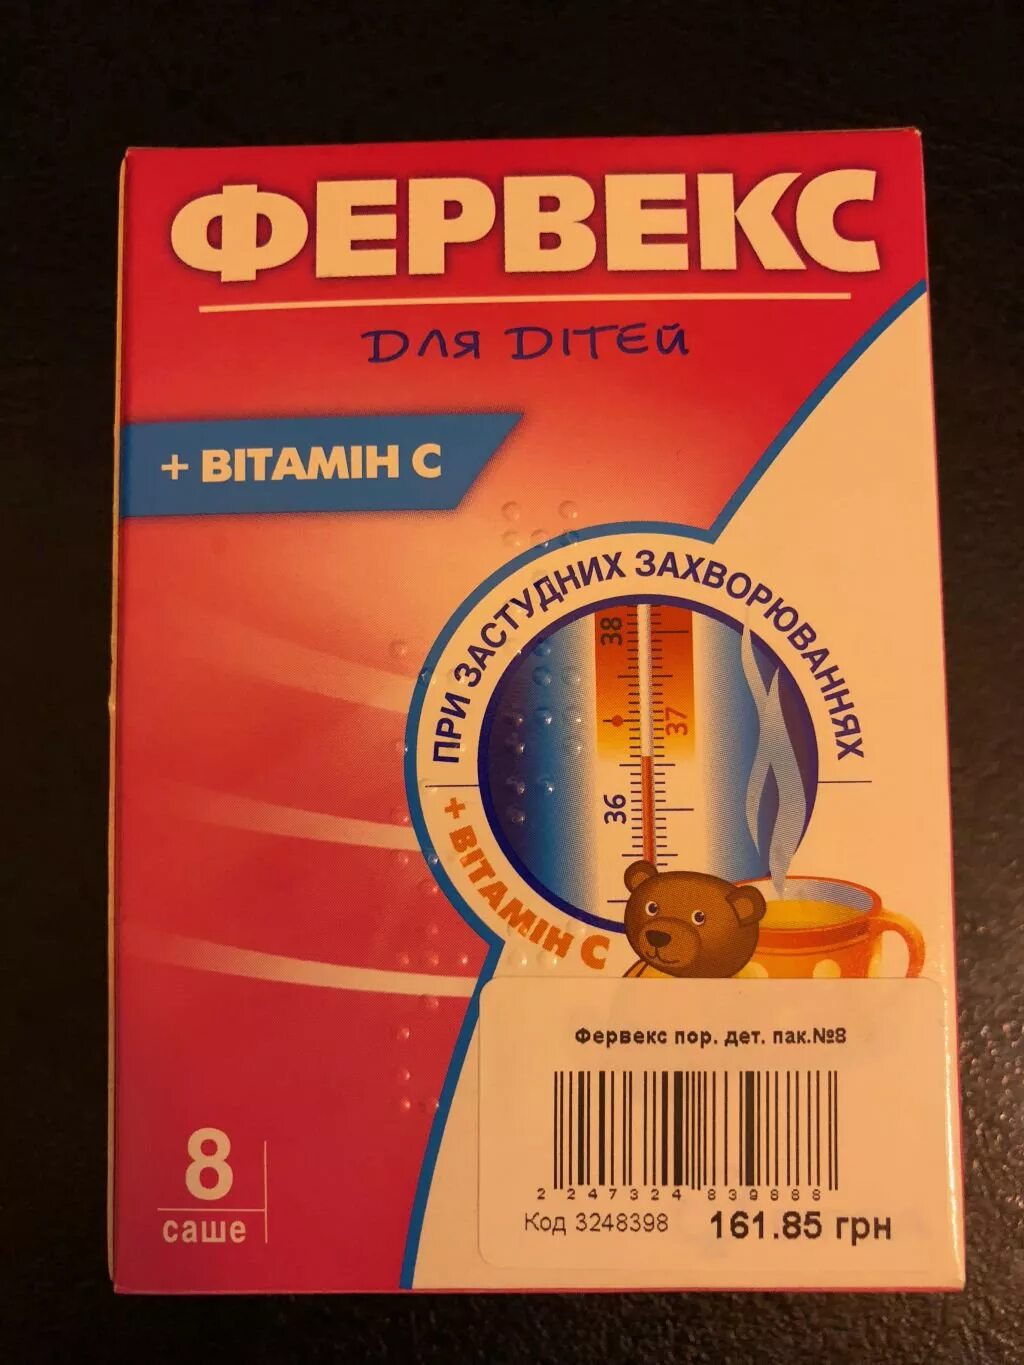 ФЕРВЕКС
ДЛЯ ДІТЕЙ
+ ВІТАМІН С
ПРИ ЗАСТУДНИХ ЗАХВОРЮВАННЯХ
38
37
36
+ ВІТАМІН С
Фервекс пор. дет. пак.№8
2 247324 839888
Код 3248398 161.85 грн
8
саше